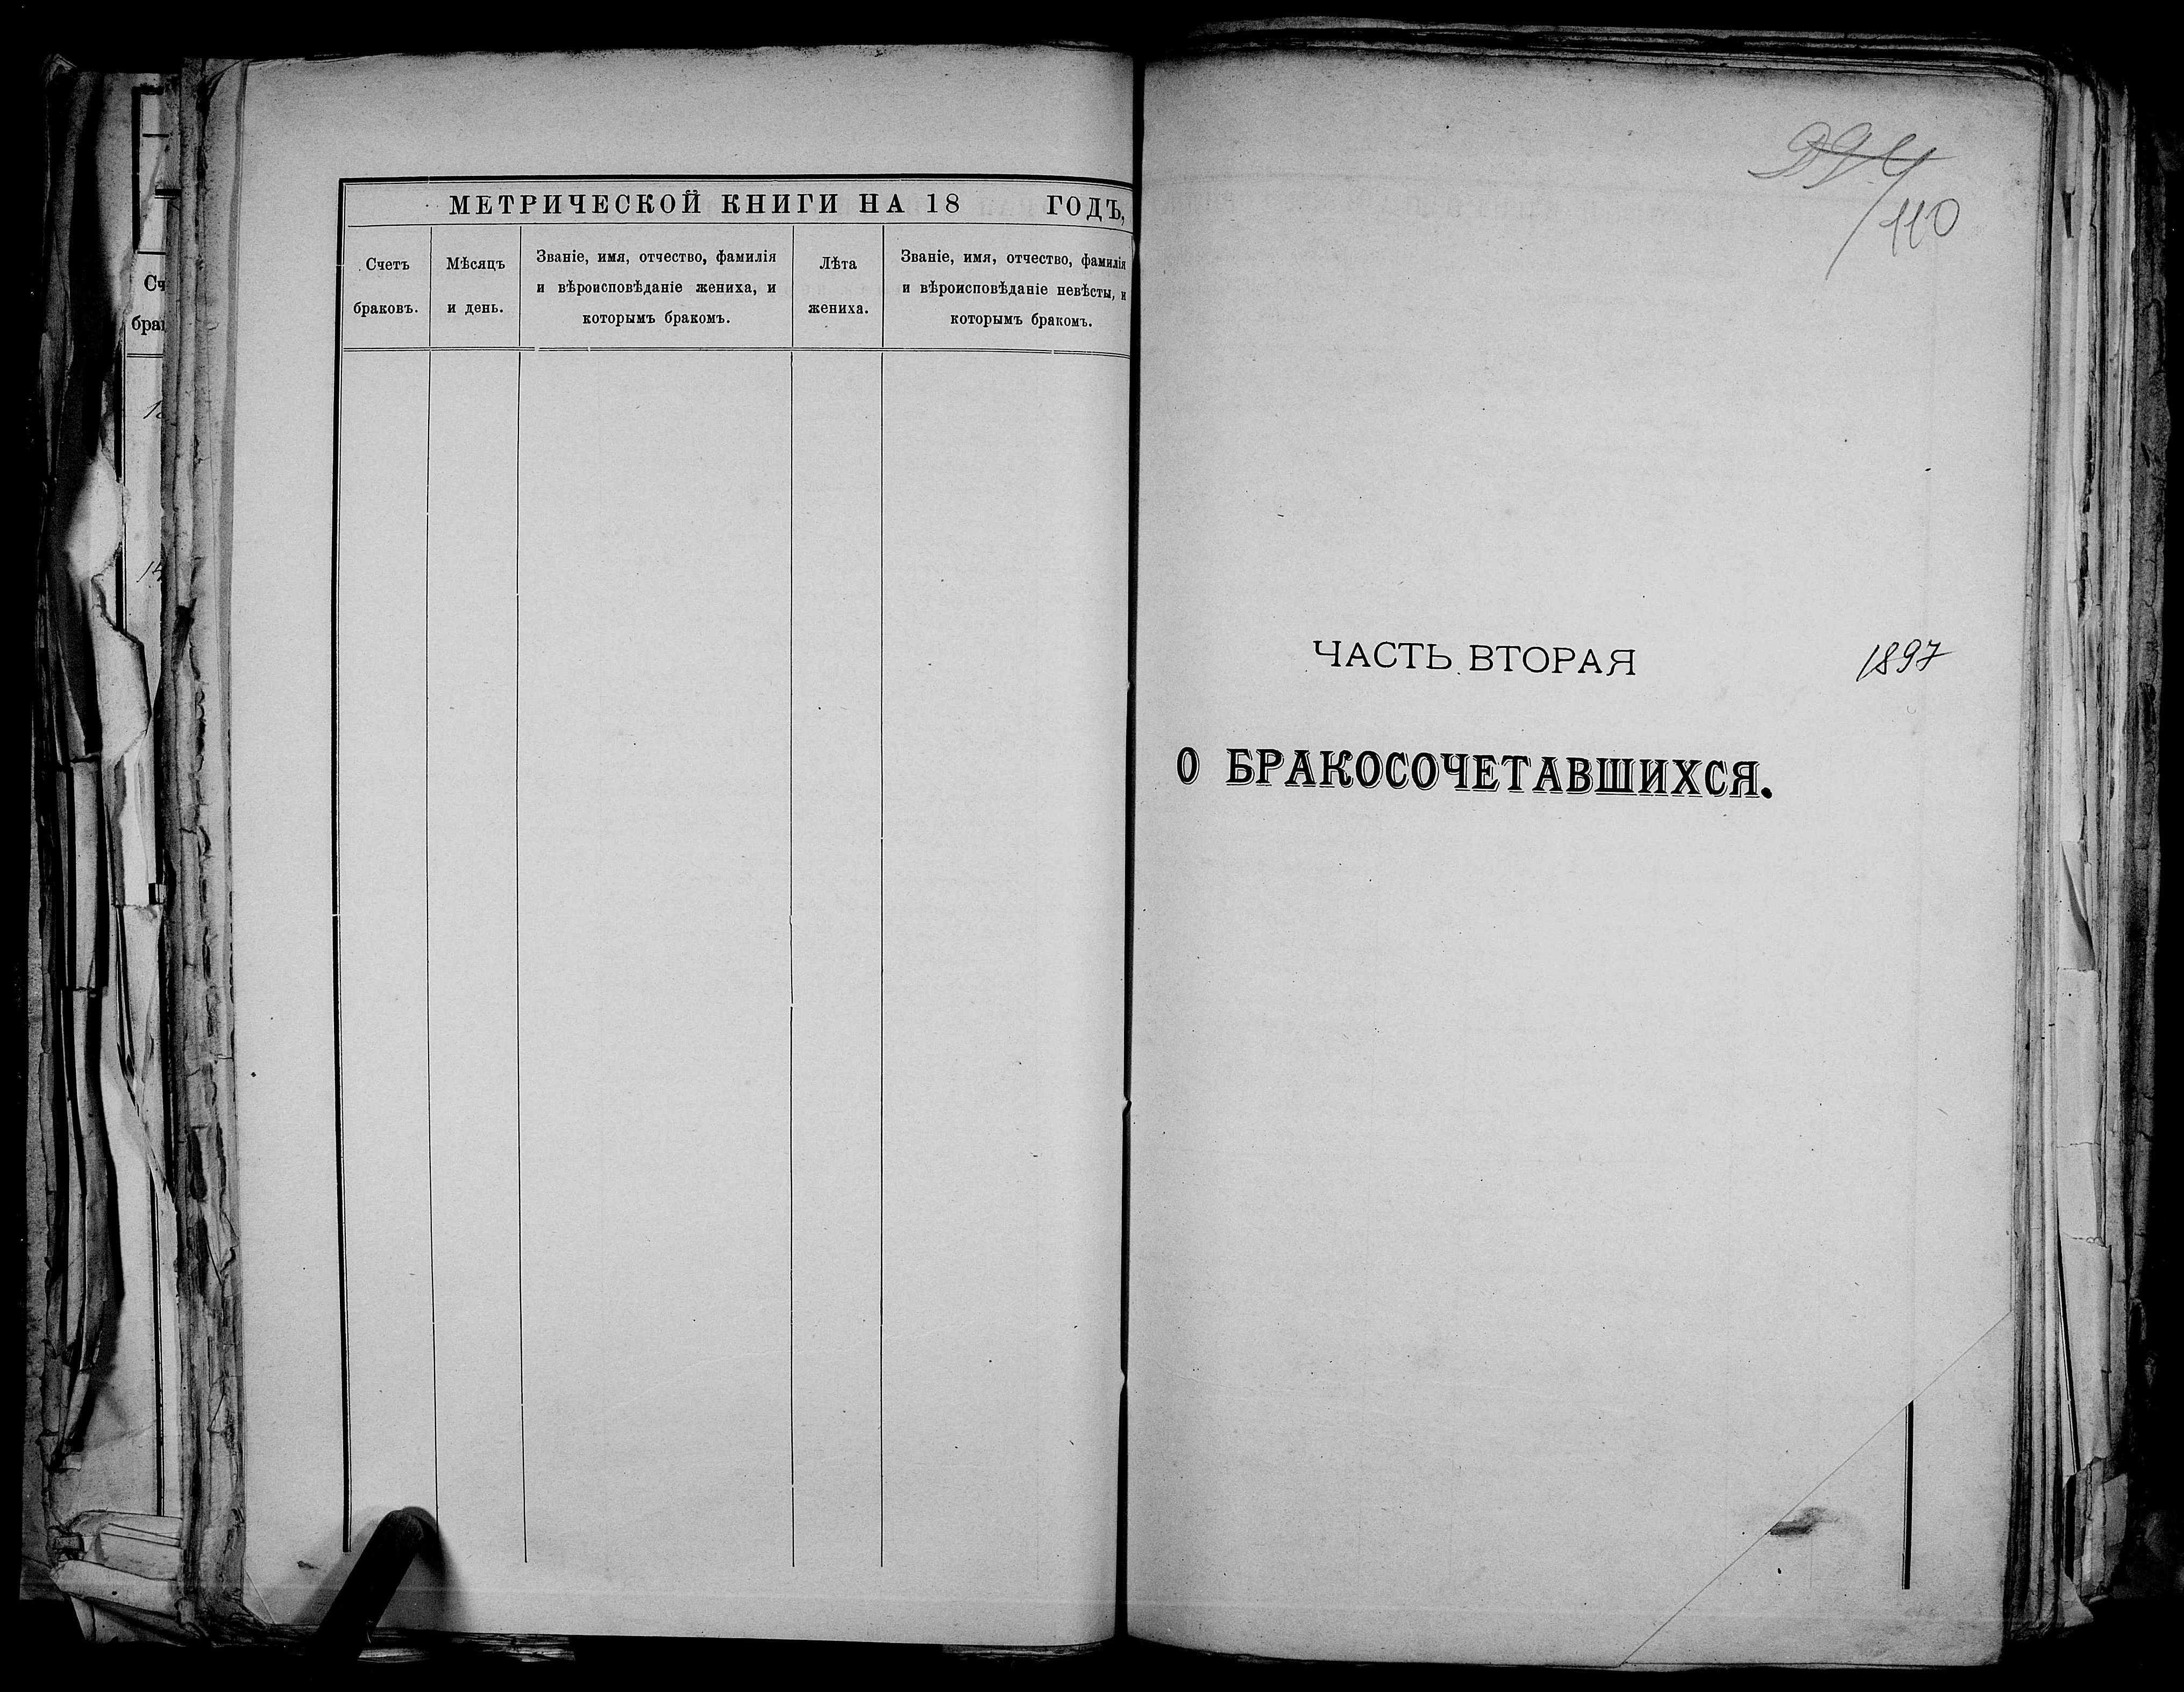 МЕТРИЧЕСКОЙ КНИГИ НА 18 ГОДЪ,
Счетъ
браковъ.
Мѣсяцъ
и день.
Званіе, имя, отчество, фамилія
и вѣроисповѣданіе жениха, и
которымъ бракомъ.
Лѣта
жениха.
Званіе, имя, отчество, фамилія
и вѣроисповѣданіе невѣсты, и
которымъ бракомъ.
110
ЧАСТЬ ВТОРАЯ
1897
О БРАКОСОЧЕТАВШИХСЯ.